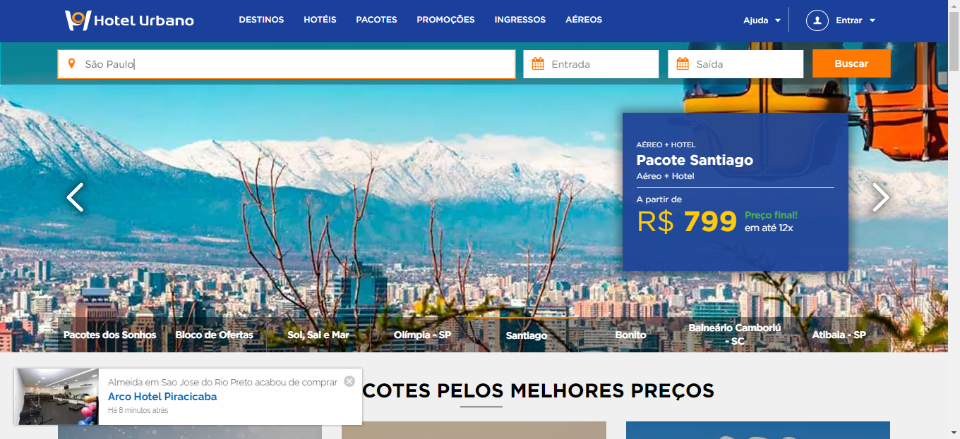 Hotel Urbano
DESTINOS HOTÉIS PACOTES PROMOÇÕES INGRESSOS AÉREOS
Ajuda
Entrar
São Paulo
Entrada
Saída
Buscar
AÉREO + HOTEL
Pacote Santiago
Aéreo + Hotel
A partir de
R$ 799
Preço final!
em até 12x
Pacotes dos Sonhos
Bloco de Ofertas
Sol, Sal e Mar
Olímpia - SP
Santiago
Bonito
Balneário Camboriú
- SC
Atibaia - SP
Almeida em Sao Jose do Rio Preto acabou de comprar
Arco Hotel Piracicaba
Há 8 minutos atrás
COTES PELOS MELHORES PREÇOS